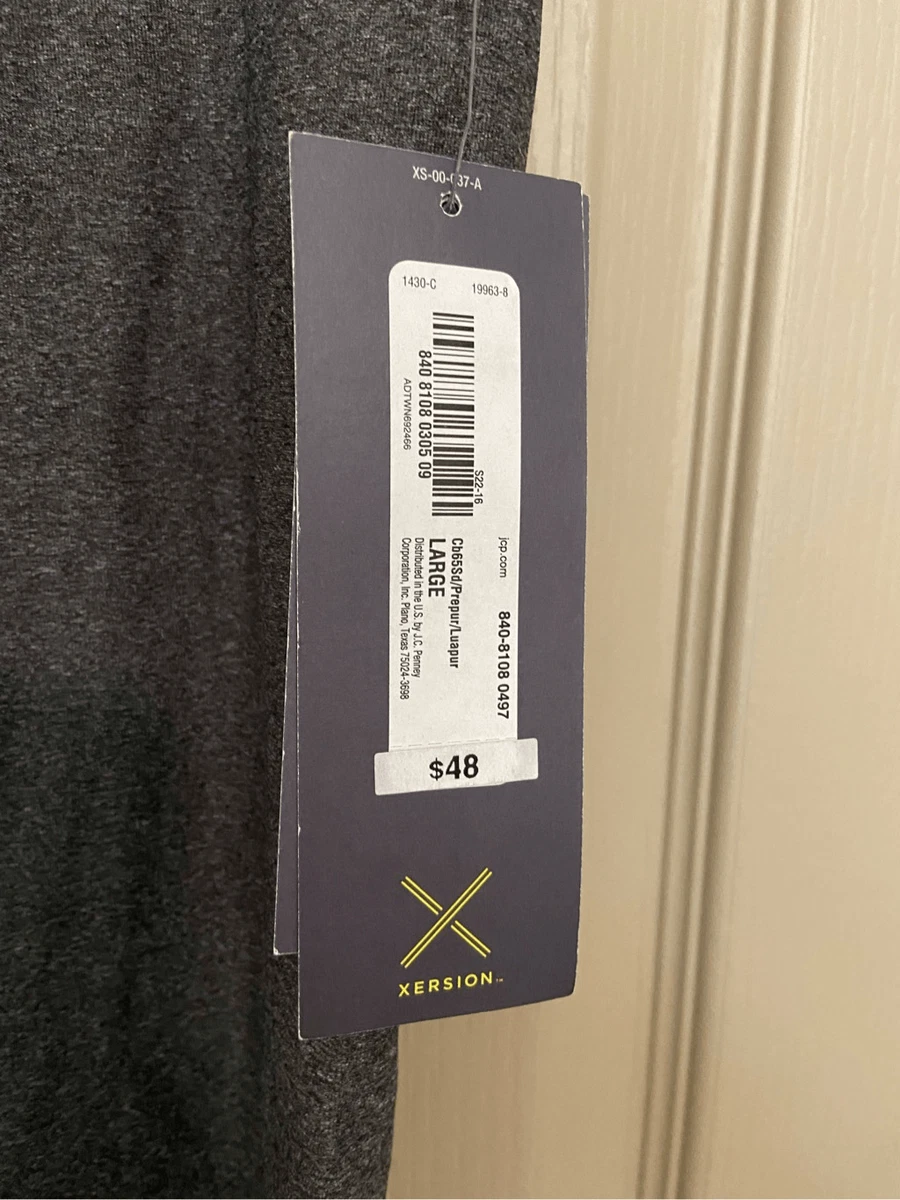 XS-00-037-A
1430-C 19963-8
840 8108 0305 09
ADTWN692466
S22-16
jcp.com 840-8108 0497
Cb65Sd/Prepur/Luapur
LARGE
Distributed in the U.S. by J.C. Penney
Corporation, Inc. Plano, Texas 75024-3698
$48
XERSION™